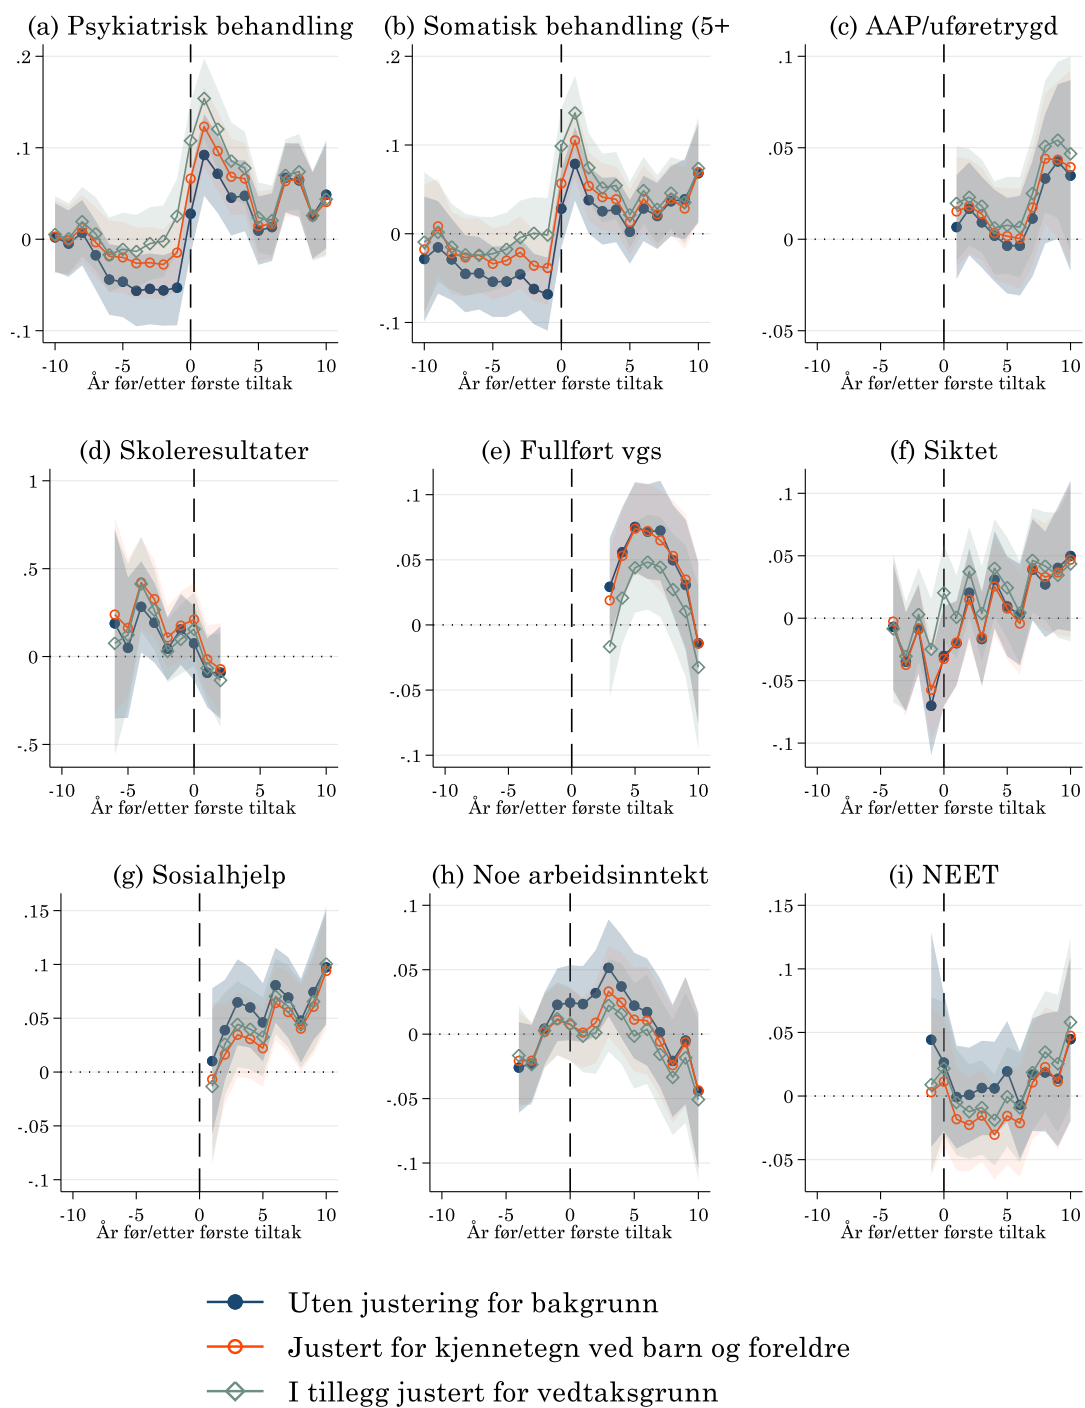 (a) Psykiatrisk behandling
(b) Somatisk behandling (5+
(c) AAP/uføretrygd
.2
.1
0
-.1
-10 -5 0 5 10
År før/etter første tiltak
.2
.1
0
-.1
-10 -5 0 5 10
År før/etter første tiltak
.1
.05
0
-.05
-10 -5 0 5 10
År før/etter første tiltak
(d) Skoleresultater
(e) Fullført vgs
(f) Siktet
1
.5
0
-.5
-10 -5 0 5 10
År før/etter første tiltak
.1
.05
0
-.05
-.1
-10 -5 0 5 10
År før/etter første tiltak
.1
.05
0
-.05
-.1
-10 -5 0 5 10
År før/etter første tiltak
(g) Sosialhjelp
(h) Noe arbeidsinntekt
(i) NEET
.15
.1
.05
0
-.05
-.1
-10 -5 0 5 10
År før/etter første tiltak
.1
.05
0
-.05
-.1
-10 -5 0 5 10
År før/etter første tiltak
.15
.1
.05
0
-.05
-10 -5 0 5 10
År før/etter første tiltak
Uten justering for bakgrunn
Justert for kjennetegn ved barn og foreldre
I tillegg justert for vedtaksgrunn